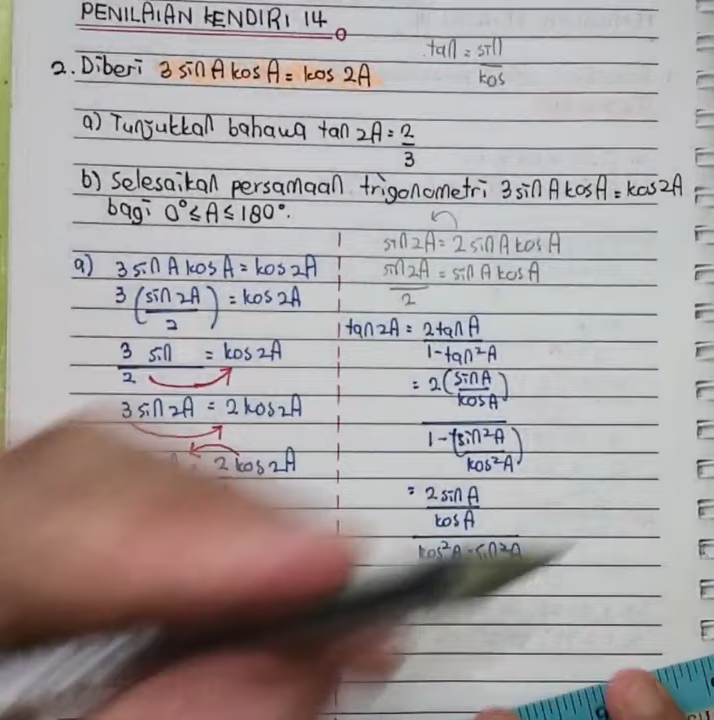 PENILAIAN KENDIRI 14
tan = sin
kos
2. Diberi 3 sin A kos A = kos 2A
a) Tunjukkan bahawa tan 2A = 2
3
b) Selesaikan persamaan trigonometri 3 sin A kos A = kos 2A
bagi 0° ≤ A ≤ 180°.
a) 3 sin A kos A = kos 2A
3 (sin 2A / 2) = kos 2A
3 sin = kos 2A
2
3 sin 2A = 2 kos 2A
= 2 kos 2A
sin 2A = 2 sin A kos A
sin 2A = sin A kos A
2
tan 2A = 2 tan A
1 - tan² A
= 2 (sin A / kos A)
1 - (sin² A / kos² A)
= 2 sin A
kos A
kos² A - sin² A